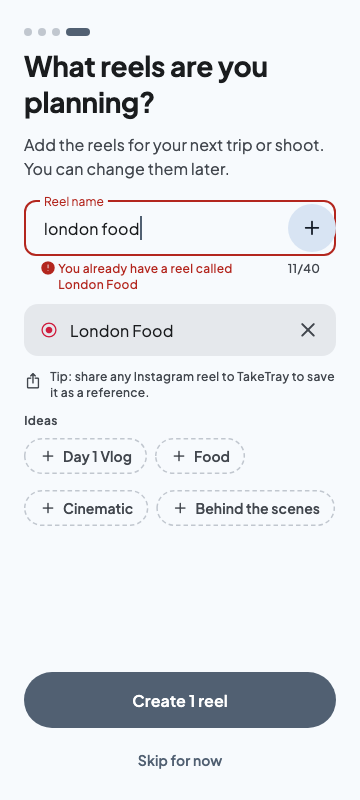 What reels are you
planning?
Add the reels for your next trip or shoot.
You can change them later.
Reel name
london food
You already have a reel called
London Food
11/40
London Food
Tip: share any Instagram reel to TakeTray to save
it as a reference.
Ideas
Day 1 Vlog
Food
Cinematic
Behind the scenes
Create 1 reel
Skip for now